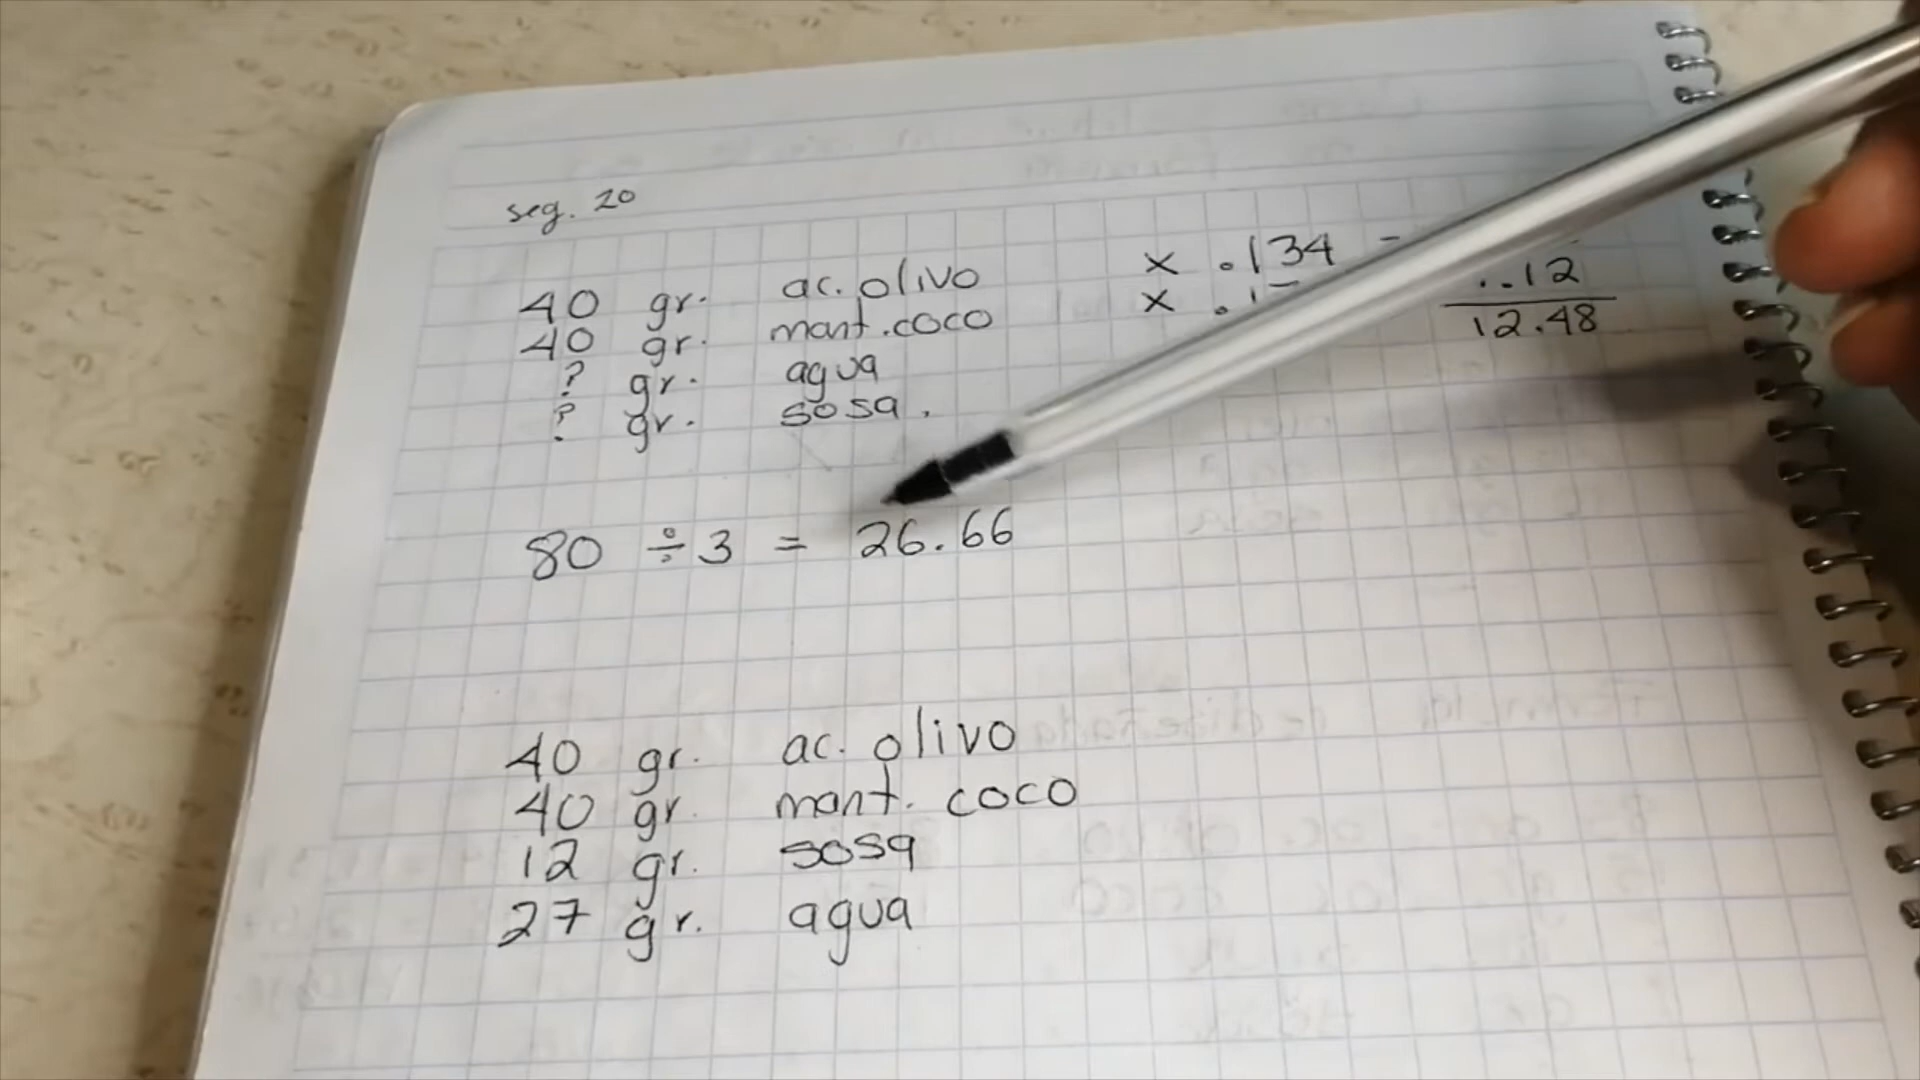 seg. 20
40 gr. ac. olivo x .134 -
40 gr. mant. coco x .1 ..12
? gr. agua 12.48
? gr. sosa.
80 ÷ 3 = 26.66
40 gr. ac. olivo
40 gr. mant. coco
12 gr. sosa
27 gr. agua